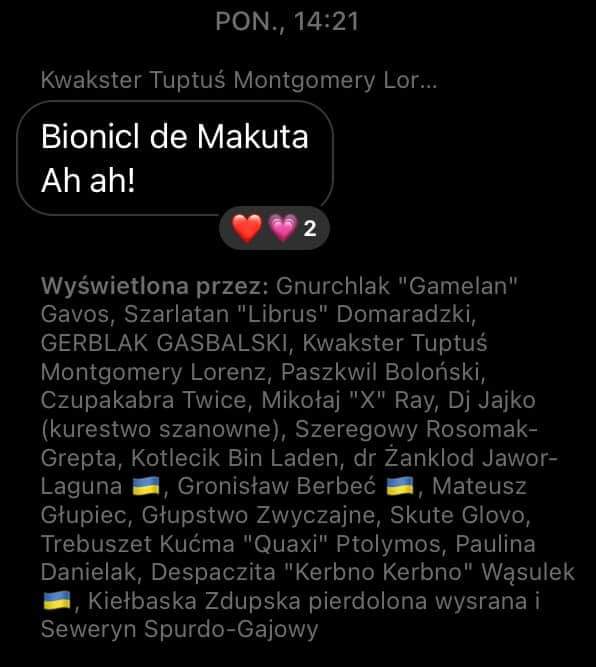 PON., 14:21
Kwakster Tuptuś Montgomery Lor...
Bionicl de Makuta
Ah ah!
❤️💗 2
Wyświetlona przez: Gnurchlak "Gamelan"
Gavos, Szarlatan "Librus" Domaradzki,
GERBLAK GASBALSKI, Kwakster Tuptuś
Montgomery Lorenz, Paszkwil Boloński,
Czupakabra Twice, Mikołaj "X" Ray, Dj Jajko
(kurestwo szanowne), Szeregowy Rosomak-
Grepta, Kotlecik Bin Laden, dr Żanklod Jawor-
Laguna 🇺🇦, Gronisław Berbeć 🇺🇦, Mateusz
Głupiec, Głupstwo Zwyczajne, Skute Glovo,
Trebuszet Kućma "Quaxi" Ptolymos, Paulina
Danielak, Despaczita "Kerbno Kerbno" Wąsulek
🇺🇦, Kiełbaska Zdupska pierdolona wysrana i
Seweryn Spurdo-Gajowy